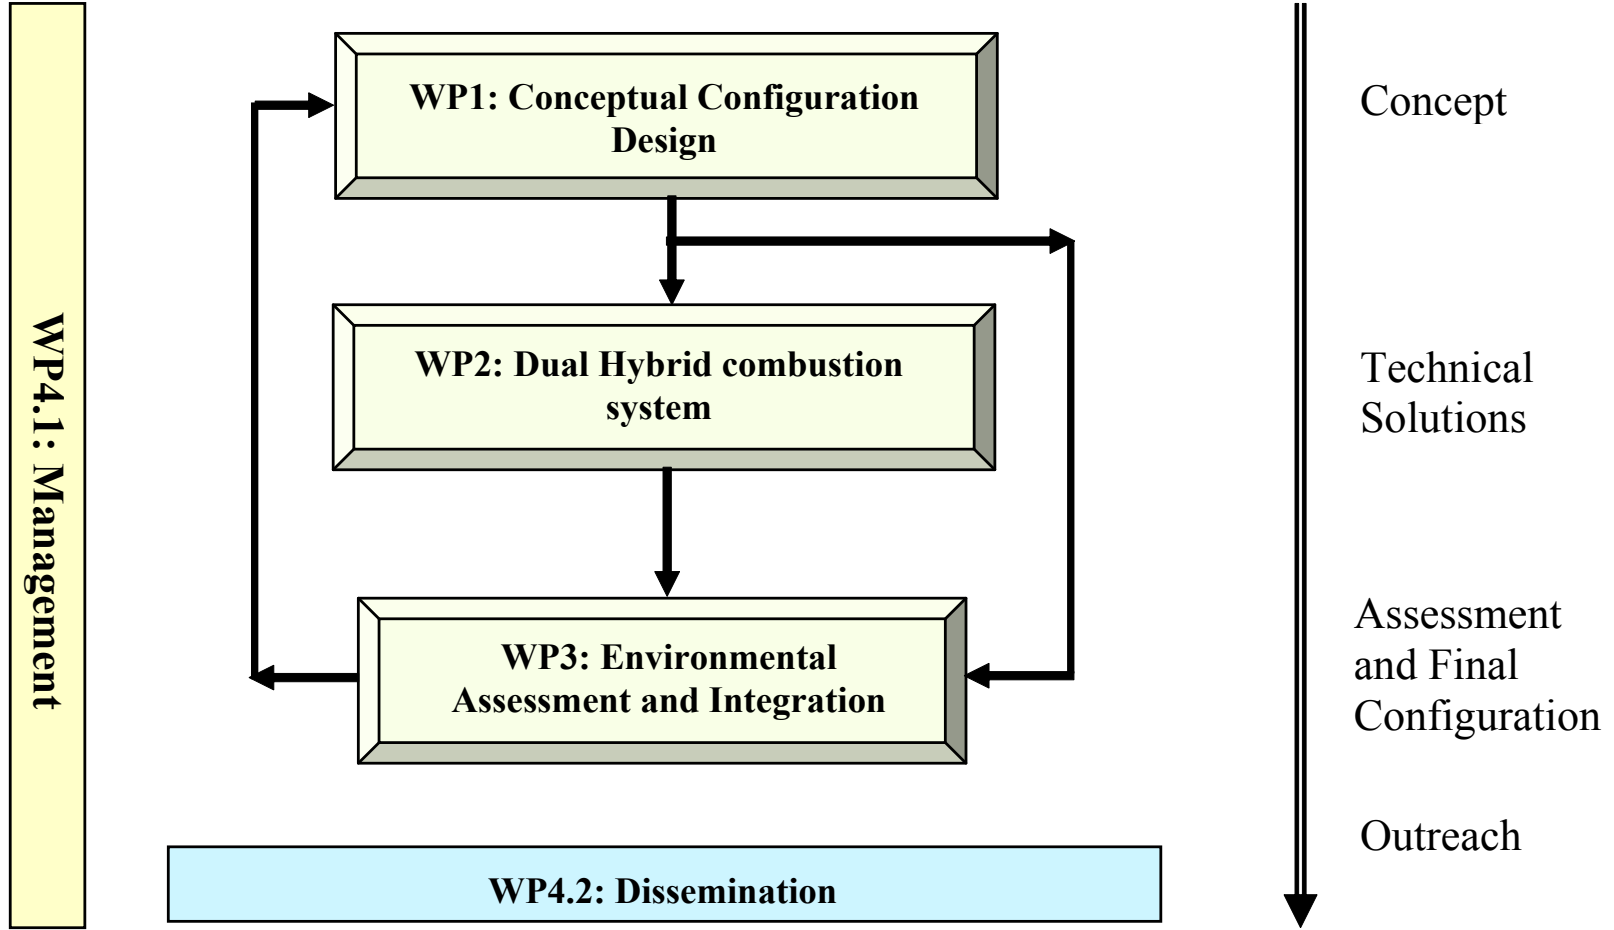 WP4.1: Management
WP1: Conceptual Configuration
Design
WP2: Dual Hybrid combustion
system
WP3: Environmental
Assessment and Integration
WP4.2: Dissemination
Concept
Technical
Solutions
Assessment
and Final
Configuration
Outreach